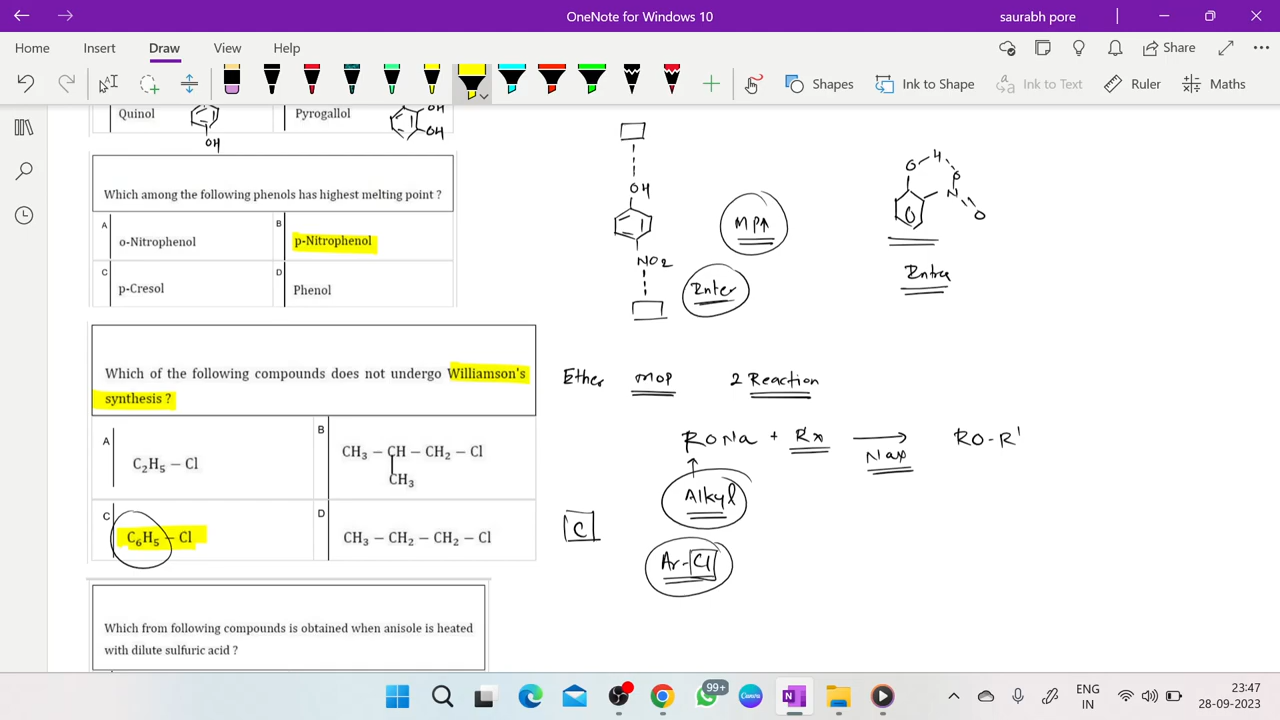 OneNote for Windows 10
saurabh pore
Home Insert Draw View Help
Share
Shapes Ink to Shape Ink to Text Ruler Maths
Quinol
OH
Pyrogallol
OH
OH
Which among the following phenols has highest melting point ?
A
o-Nitrophenol
B
p-Nitrophenol
C
p-Cresol
D
Phenol
OH
NO2
MP↑
Inter
O-H
O
N
O
Intra
Which of the following compounds does not undergo Williamson's
synthesis ?
A
C₂H₅ – Cl
B
CH₃ – CH – CH₂ – Cl
CH₃
C
C₆H₅ – Cl
D
CH₃ – CH₂ – CH₂ – Cl
Ether MOP 2 Reaction
RONa + Rx → RO-R'
Nax
Alkyl
C
Ar-Cl
Which from following compounds is obtained when anisole is heated
with dilute sulfuric acid ?
99+
ENG
IN
23:47
28-09-2023